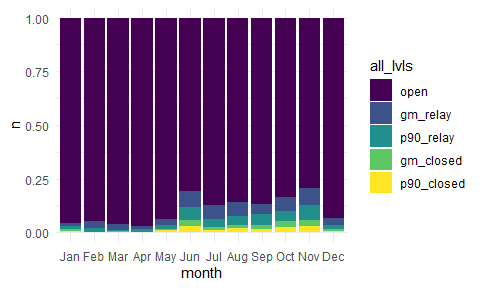 1.00
0.75
0.50
0.25
0.00
n
Jan Feb Mar Apr May Jun Jul Aug Sep Oct Nov Dec
month
all_lvls
open
gm_relay
p90_relay
gm_closed
p90_closed